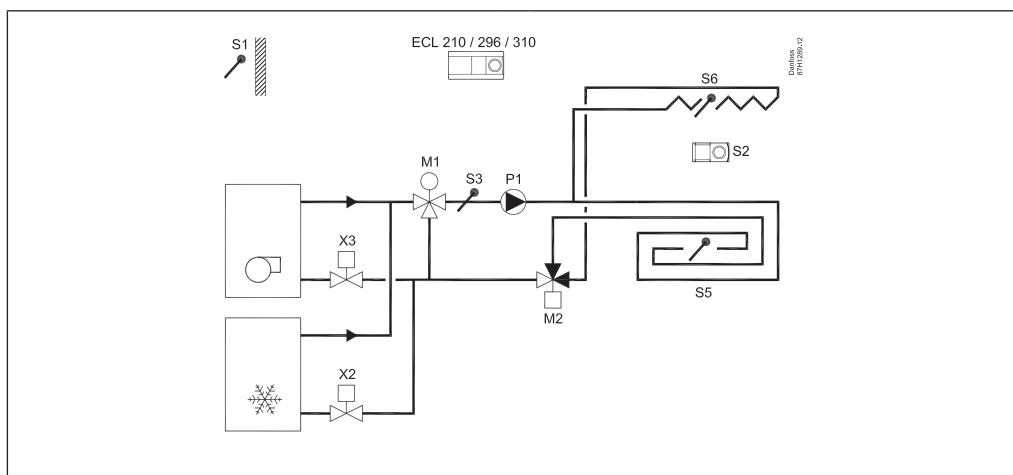 S1
ECL 210 / 296 / 310
Danfoss
87H1289.12
S6
S2
M1
S3
P1
X3
S5
M2
X2